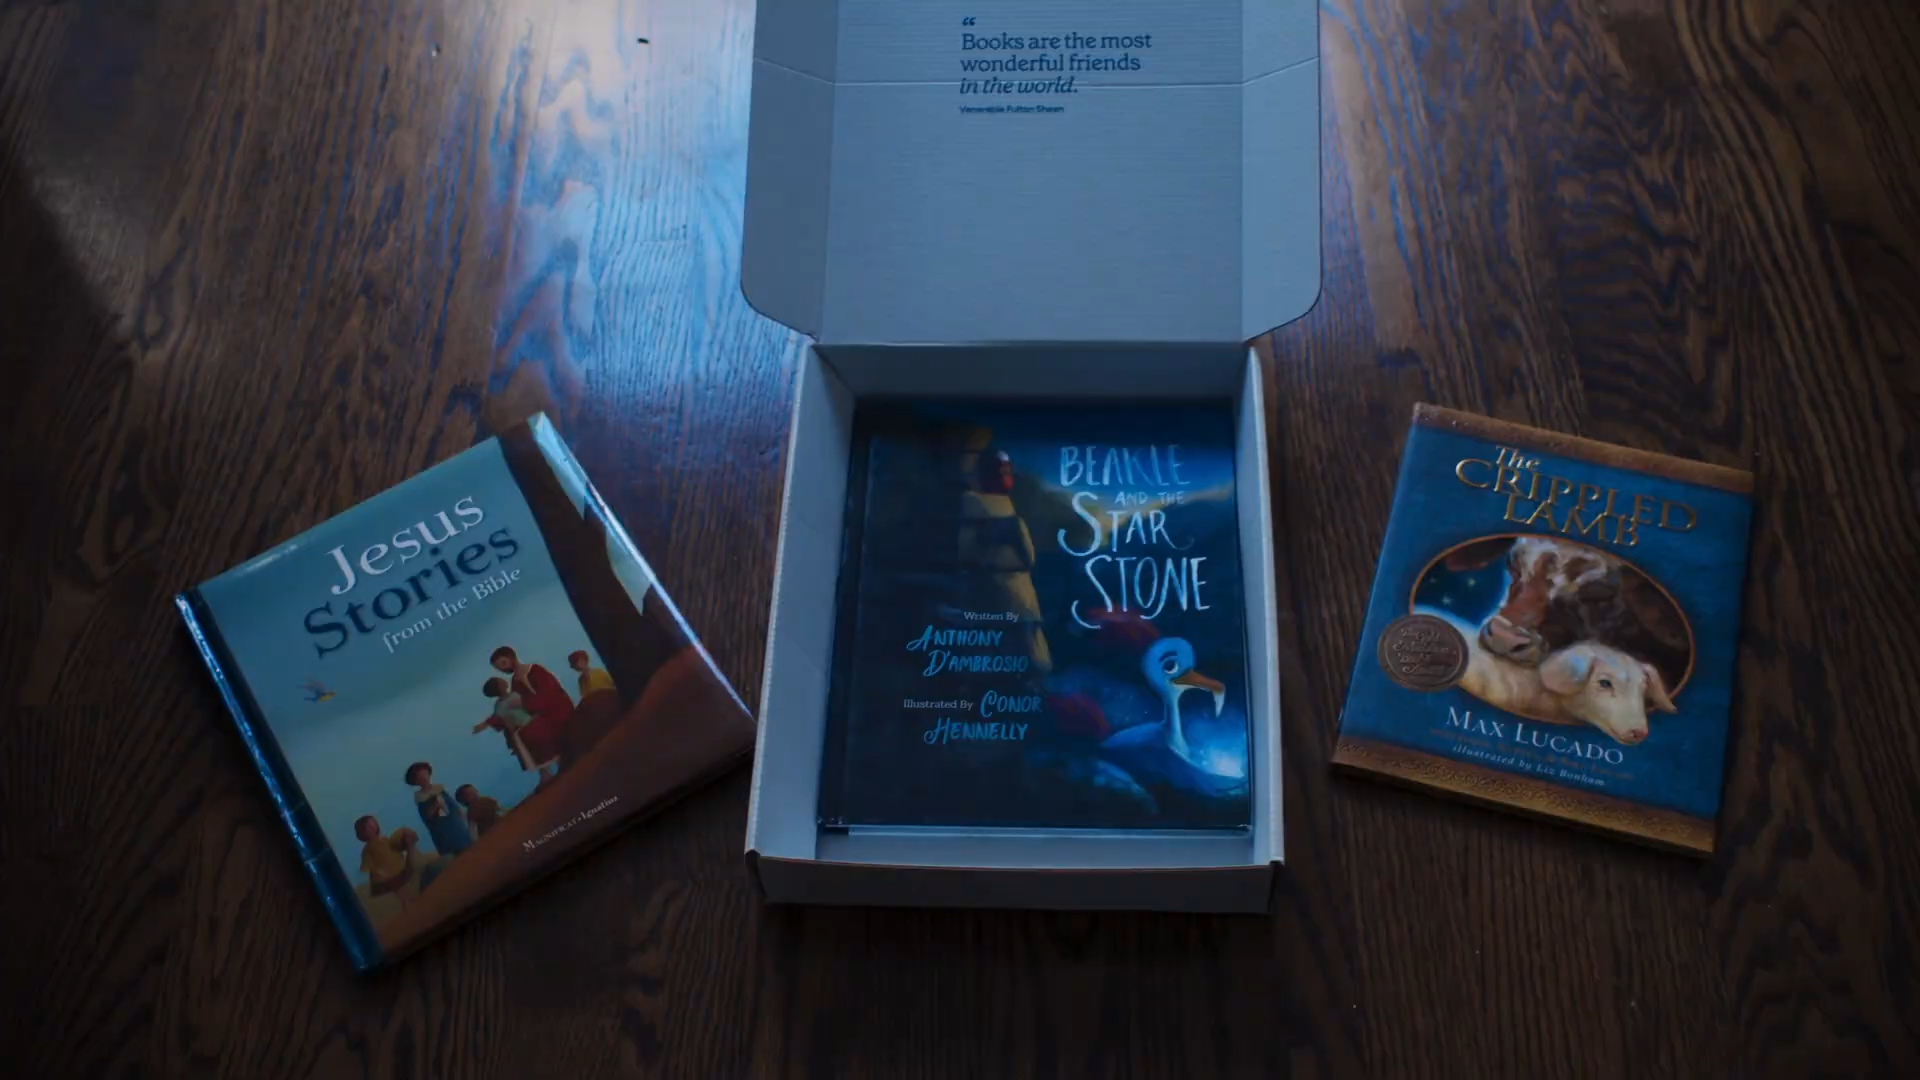 “
Books are the most
wonderful friends
in the world.
Venerable Fulton Sheen
Jesus
Stories
from the Bible
MAGNIFICAT • Ignatius
BEAKLE
AND THE
STAR
STONE
Written By
ANTHONY
D'AMBROSIO
Illustrated By CONOR
HENNELLY
The
CRIPPLED
LAMB
MAX LUCADO
illustrated by Liz Bonham